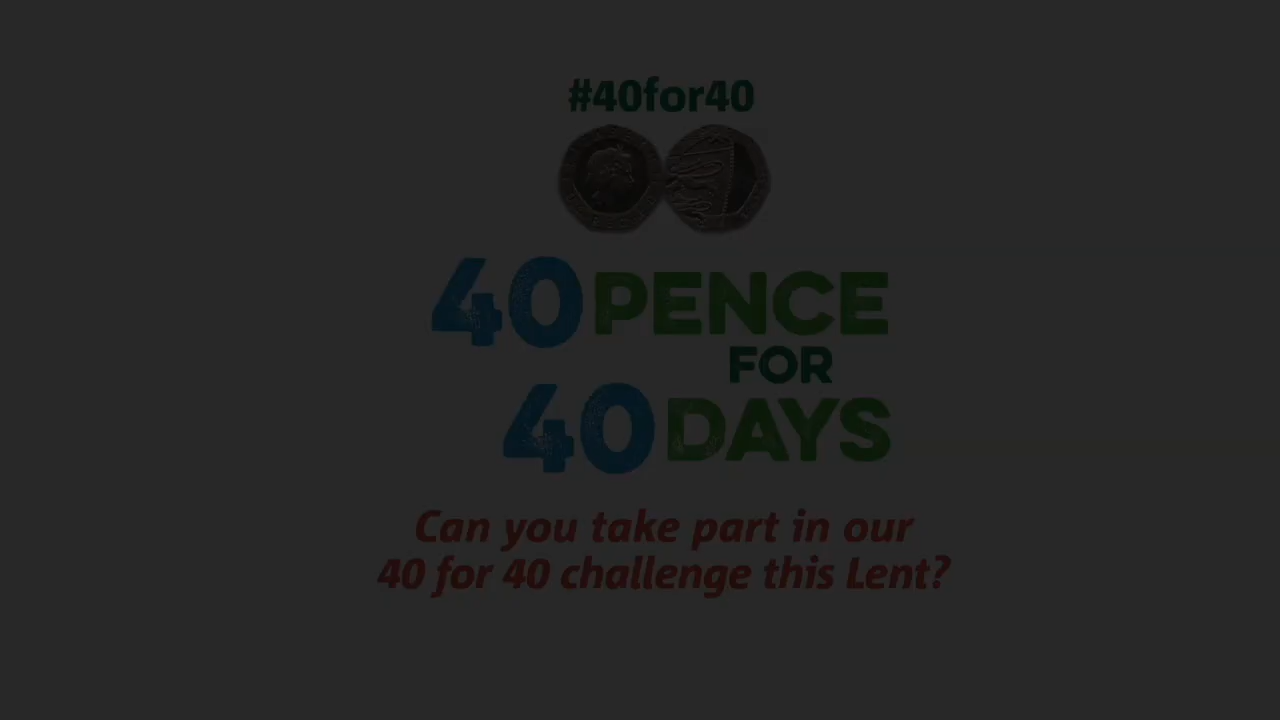 #40for40
40 PENCE
FOR
40 DAYS
Can you take part in our
40 for 40 challenge this Lent?